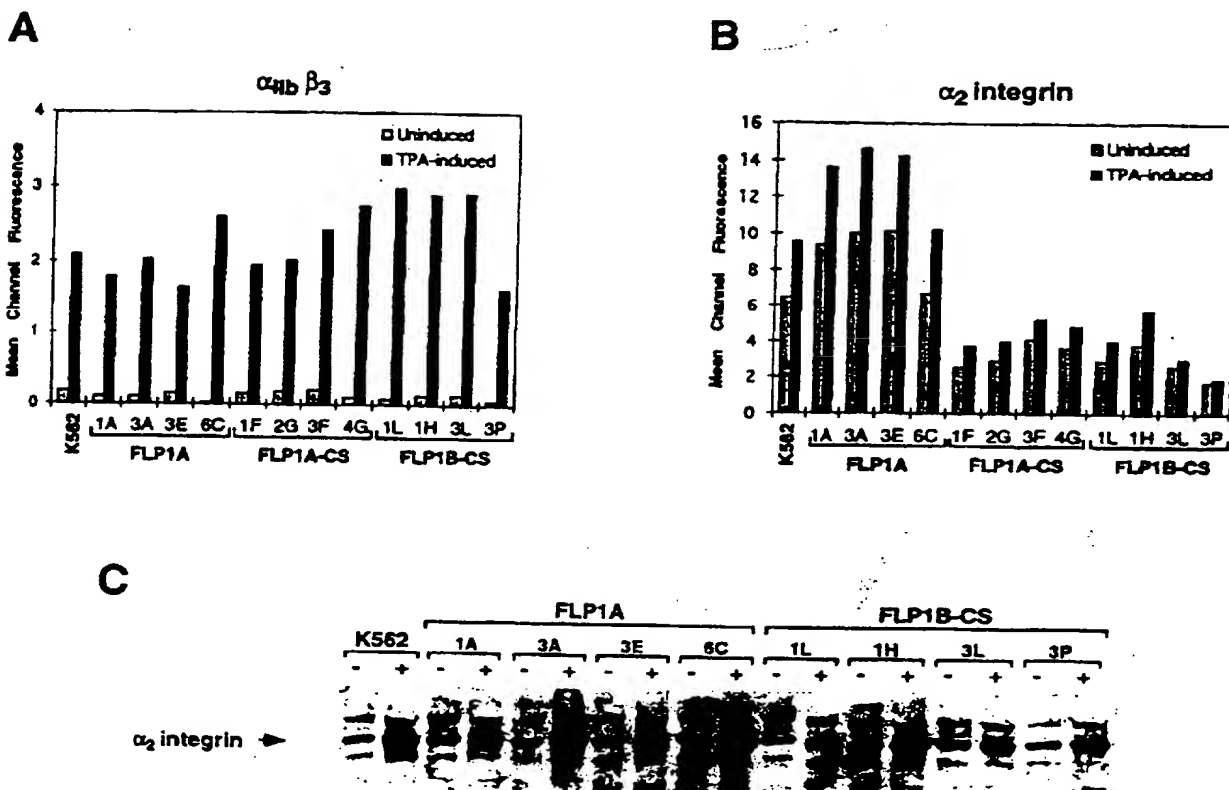 A
αIIb β3
4
3
2
1
0
Mean Channel Fluorescence
Uninduced
TPA-induced
K562
1A 3A 3E 6C 1F 2G 3F 4G 1L 1H 3L 3P
FLP1A FLP1A-CS FLP1B-CS
B
α2 integrin
16
14
12
10
8
6
4
2
0
Mean Channel Fluorescence
Uninduced
TPA-induced
K562
1A 3A 3E 6C 1F 2G 3F 4G 1L 1H 3L 3P
FLP1A FLP1A-CS FLP1B-CS
C
FLP1A FLP1B-CS
K562 1A 3A 3E 6C 1L 1H 3L 3P
- + - + - + - + - + - + - + - + - +
α2 integrin